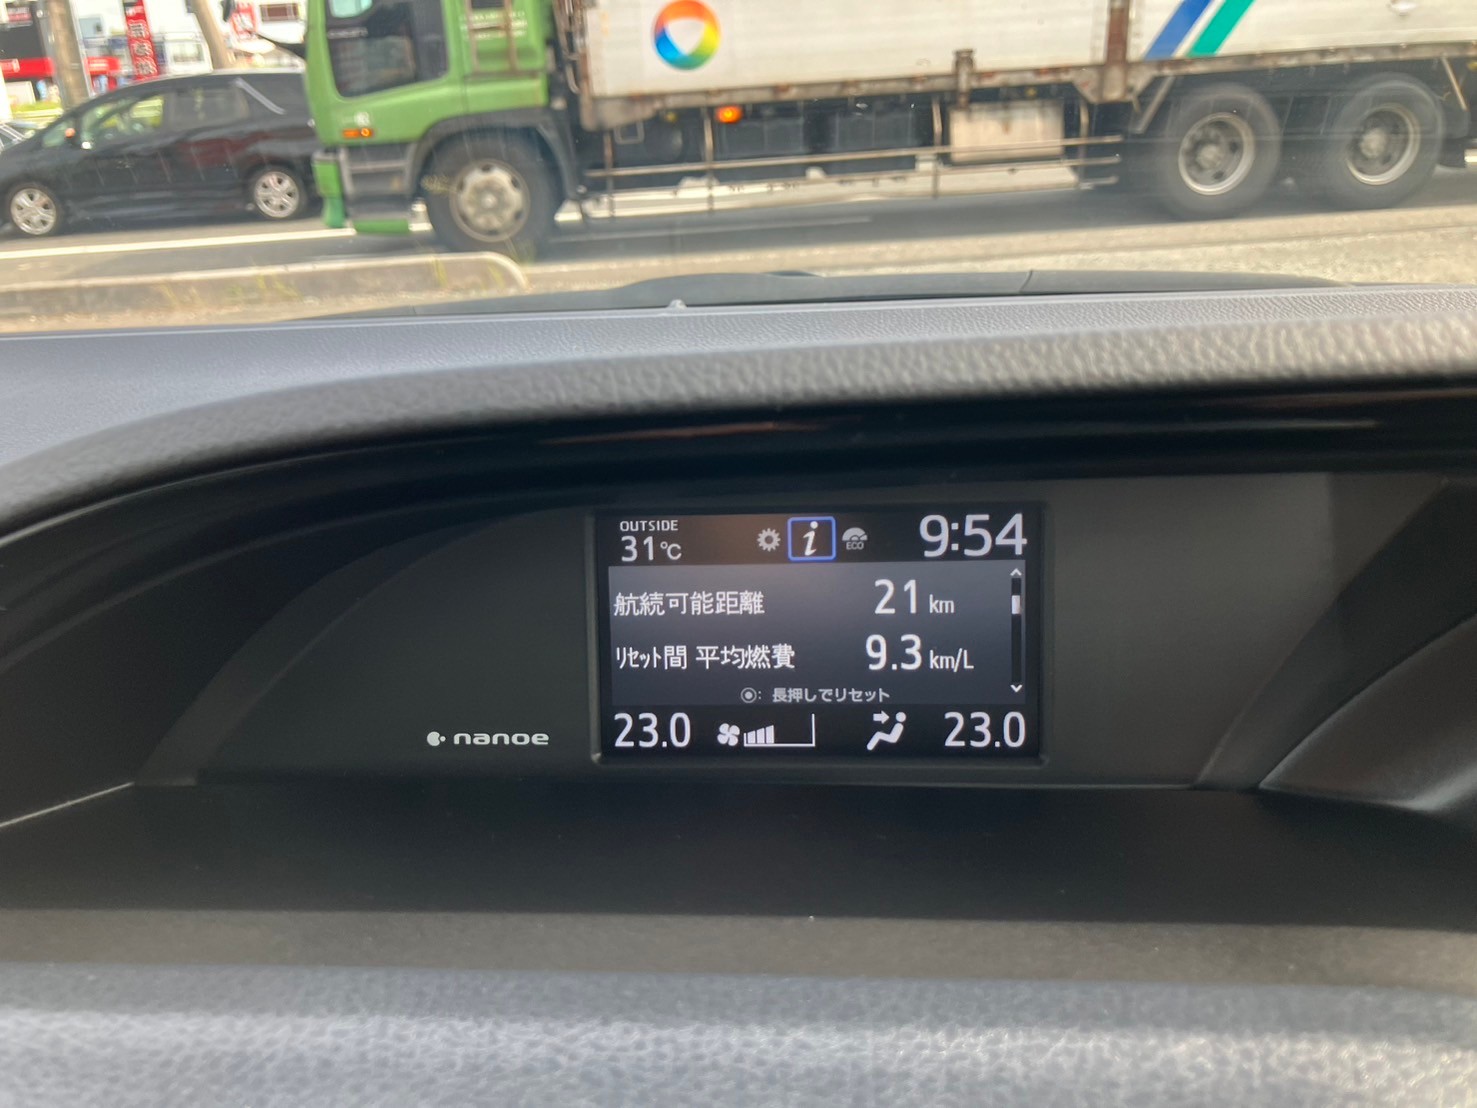 OUTSIDE
31℃
i
ECO
9:54
航続可能距離 21 km
ﾘｾｯﾄ間 平均燃費 9.3 km/L
◉: 長押しでリセット
23.0 23.0
nanoe